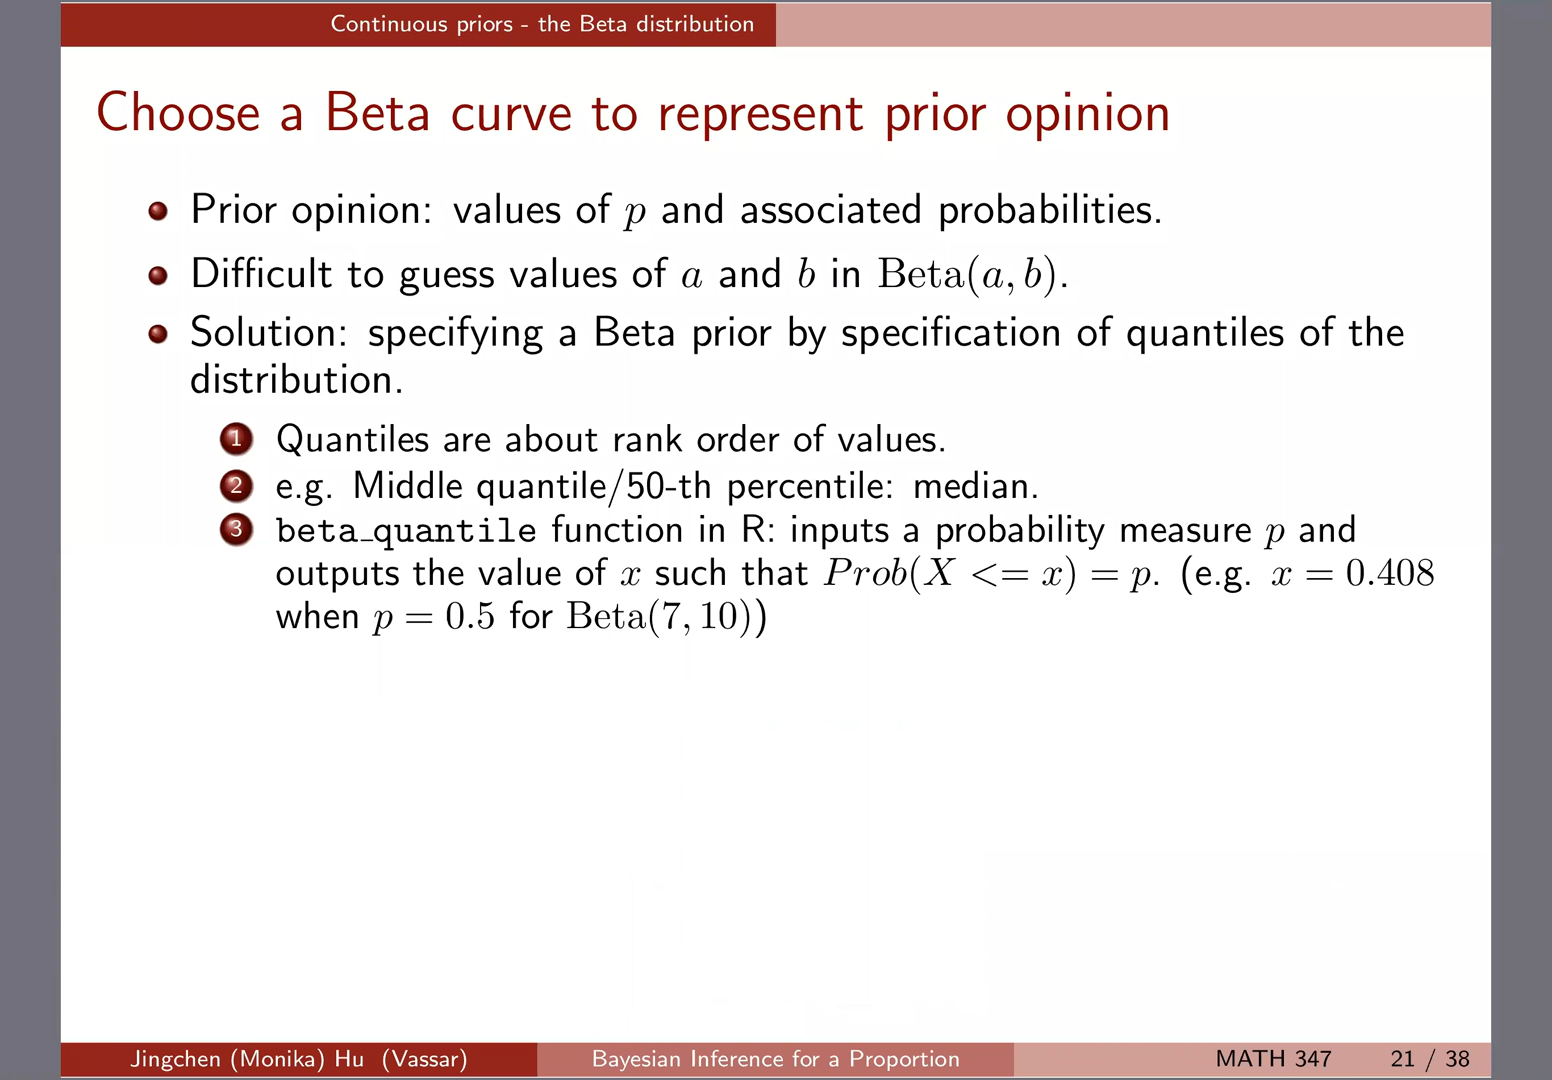 Continuous priors - the Beta distribution
Choose a Beta curve to represent prior opinion
Prior opinion: values of p and associated probabilities.
Difficult to guess values of a and b in Beta(a, b).
Solution: specifying a Beta prior by specification of quantiles of the
distribution.
1 Quantiles are about rank order of values.
2 e.g. Middle quantile/50-th percentile: median.
3 beta_quantile function in R: inputs a probability measure p and
outputs the value of x such that Prob(X <= x) = p. (e.g. x = 0.408
when p = 0.5 for Beta(7, 10))
Jingchen (Monika) Hu (Vassar) Bayesian Inference for a Proportion MATH 347 21 / 38